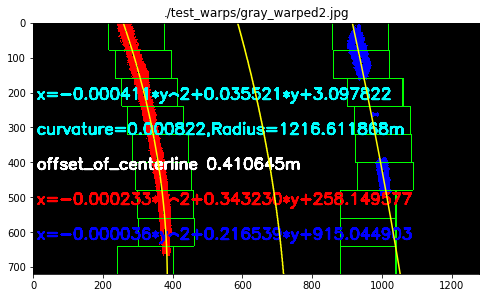 ./test_warps/gray_warped2.jpg
0
100
x=-0.000411*y^2+0.035521*y+3.097822
200
curvature=0.000822,Radius=1216.611868m
300
offset_of_centerline 0.410645m
400
x=-0.000233*y^2+0.343230*y+258.149577
500
x=-0.000036*y^2+0.216539*y+915.044903
600
700
0 200 400 600 800 1000 1200